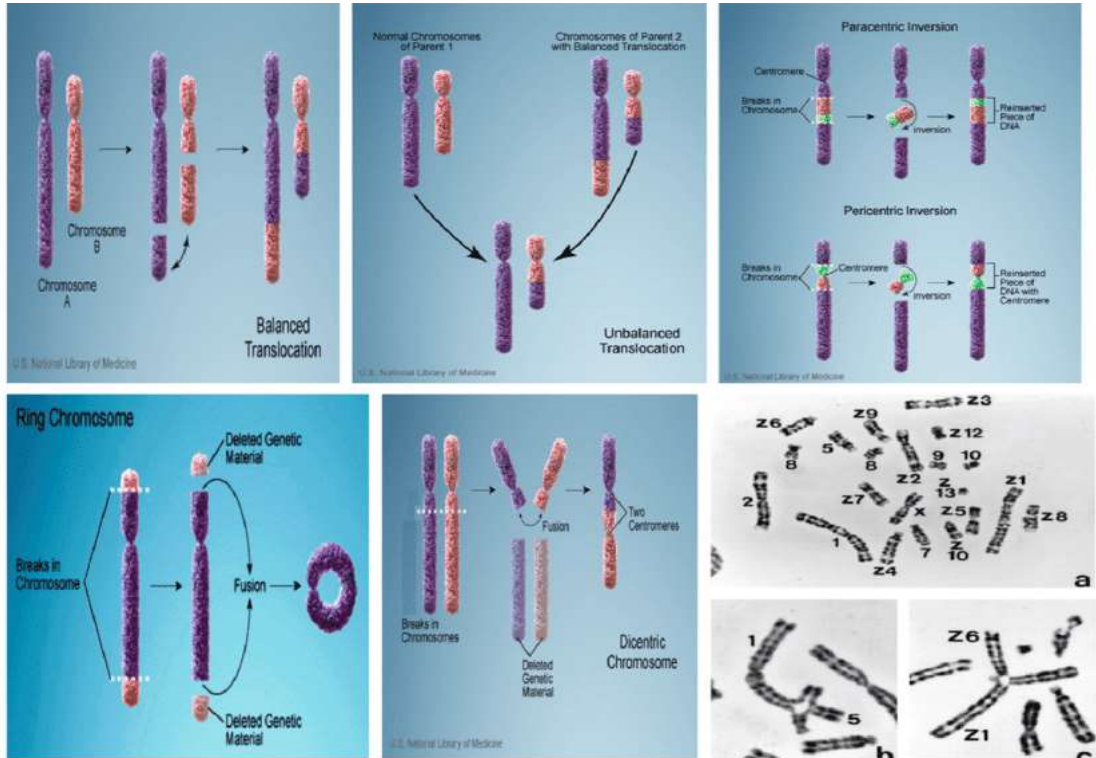 Chromosome
B
Chromosome
A
Balanced
Translocation
U.S. National Library of Medicine
Normal Chromosomes
of Parent 1
Chromosomes of Parent 2
with Balanced Translocation
Unbalanced
Translocation
U.S. National Library of Medicine
Paracentric Inversion
Centromere
Breaks in
Chromosome
inversion
Reinserted
Piece of
DNA
Pericentric Inversion
Breaks in
Chromosome
Centromere
inversion
Reinserted
Piece of
DNA with
Centromere
U.S. National Library of Medicine
Ring Chromosome
Deleted Genetic
Material
Breaks in
Chromosome
Fusion
Deleted Genetic
Material
Fusion
Two
Centromeres
Breaks in
Chromosomes
Deleted
Genetic
Material
Dicentric
Chromosome
U.S. National Library of Medicine
Z3
Z6
Z9
5
8
8
Z12
9
10
Z2
Z
13
Z1
2
Z7
X
Z5
Z8
1
7
Z
10
Z4
a
1
5
b
Z6
Z1
c